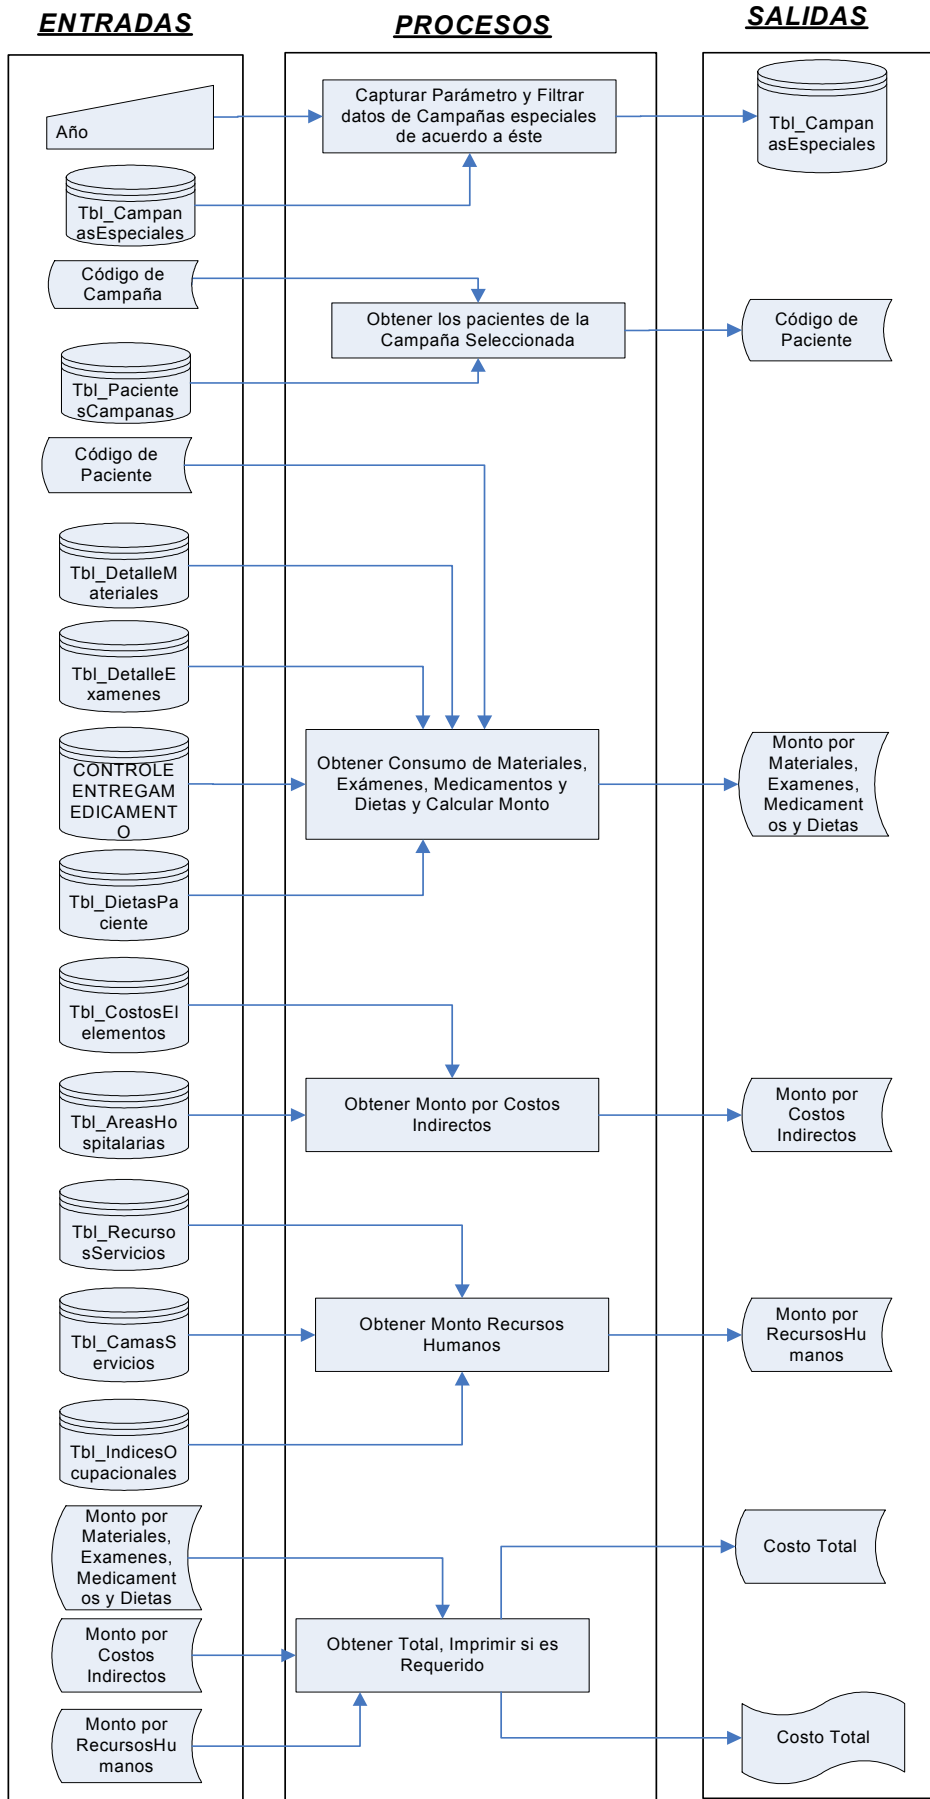 ENTRADAS
PROCESOS
SALIDAS
Año
Capturar Parámetro y Filtrar
datos de Campañas especiales
de acuerdo a éste
Tbl_Campan
asEspeciales
Tbl_Campan
asEspeciales
Código de
Campaña
Obtener los pacientes de la
Campaña Seleccionada
Código de
Paciente
Tbl_Paciente
sCampanas
Código de
Paciente
Tbl_DetalleM
ateriales
Tbl_DetalleE
xamenes
CONTROLE
ENTREGAM
EDICAMENT
O
Obtener Consumo de Materiales,
Exámenes, Medicamentos y
Dietas y Calcular Monto
Monto por
Materiales,
Examenes,
Medicament
os y Dietas
Tbl_DietasPa
ciente
Tbl_CostosEl
elementos
Tbl_AreasHo
spitalarias
Obtener Monto por Costos
Indirectos
Monto por
Costos
Indirectos
Tbl_Recurso
sServicios
Tbl_CamasS
ervicios
Obtener Monto Recursos
Humanos
Monto por
RecursosHu
manos
Tbl_IndicesO
cupacionales
Monto por
Materiales,
Examenes,
Medicament
os y Dietas
Costo Total
Monto por
Costos
Indirectos
Obtener Total, Imprimir si es
Requerido
Monto por
RecursosHu
manos
Costo Total